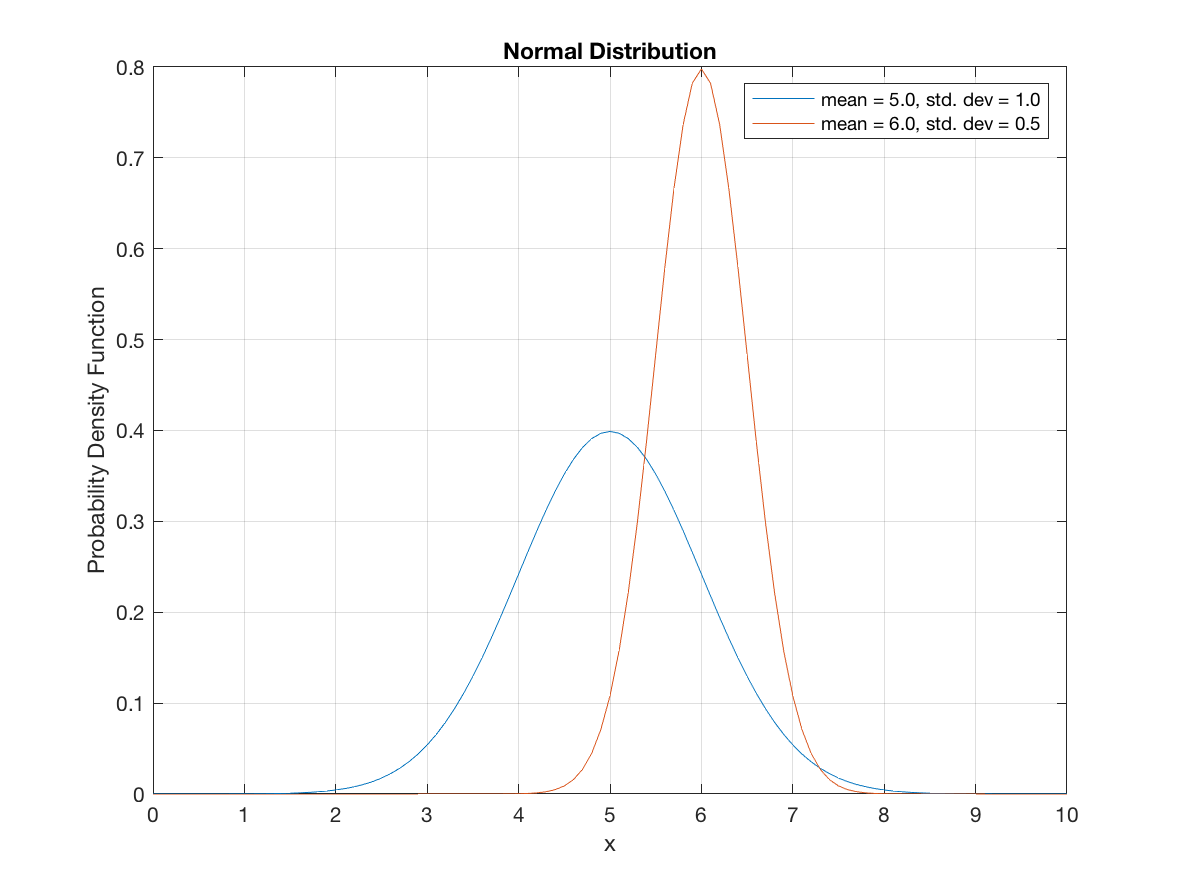 Normal Distribution
mean = 5.0, std. dev = 1.0
mean = 6.0, std. dev = 0.5
Probability Density Function
0.8
0.7
0.6
0.5
0.4
0.3
0.2
0.1
0
0 1 2 3 4 5 6 7 8 9 10
x